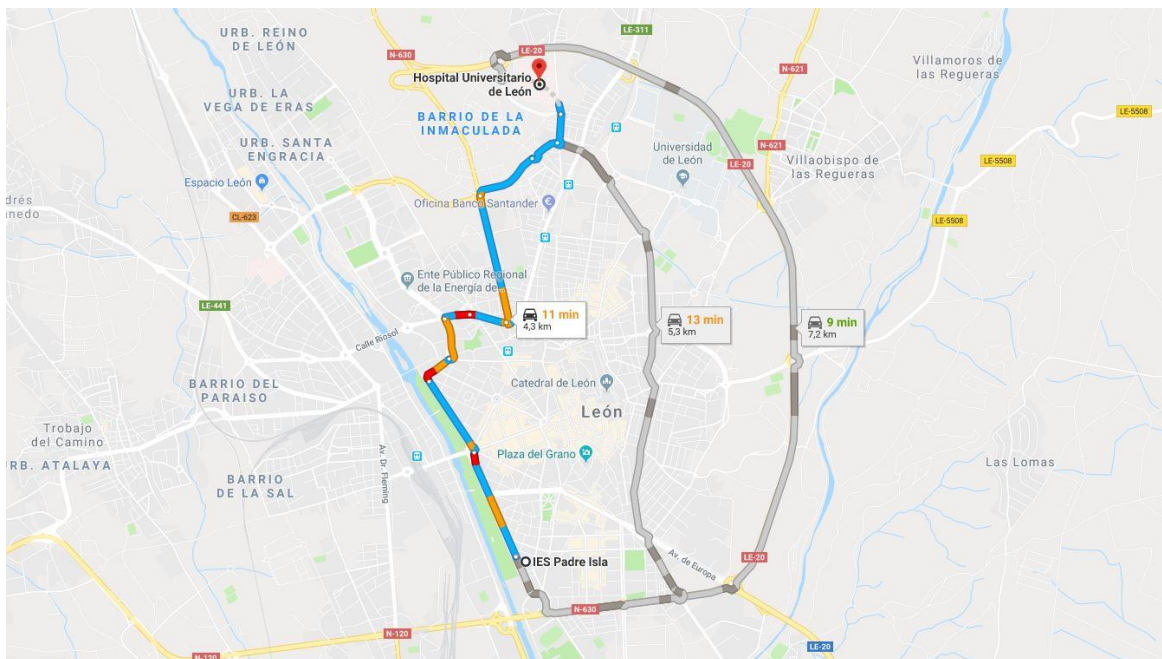 URB. REINO
DE LEÓN
N-630
LE-20
LE-311
N-621
Villamoros de
las Regueras
Hospital Universitario
de León
URB. LA
VEGA DE ERAS
BARRIO DE LA
INMACULADA
LE-5508
URB. SANTA
ENGRACIA
Universidad
de León
N-621
Villaobispo de
las Regueras
LE-20
LE-5508
Espacio León
Oficina Banco Santander
CL-623
LE-5508
Ente Público Regional
de la Energía de
LE-441
11 min
4,3 km
13 min
5,3 km
9 min
7,2 km
Calle Riosol
BARRIO DEL
PARAISO
Catedral de León
León
Trobajo
del Camino
URB. ATALAYA
Av. Dr. Fleming
Plaza del Grano
BARRIO
DE LA SAL
Las Lomas
IES Padre Isla
Av. de Europa
LE-20
N-630
N-120
N-120
LE-20